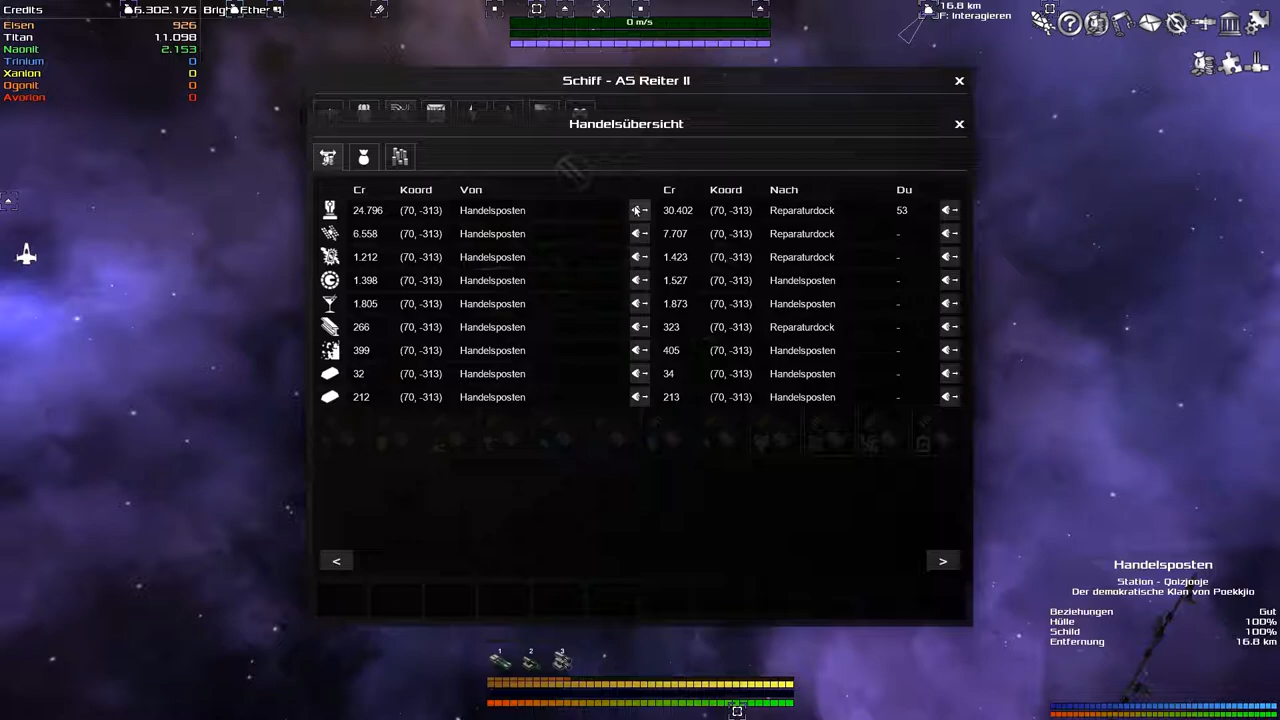 Credits 6.302.176 Brig Ether
Eisen 926
Titan 11.098
Naonit 2.153
Trinium 0
Xanion 0
Ogonit 0
Avorion 0
0 m/s
16.8 km
F: Interagieren
Schiff - AS Reiter II
Handelsübersicht
Cr Koord Von Cr Koord Nach Du
24.796 (70, -313) Handelsposten 30.402 (70, -313) Reparaturdock 53
6.558 (70, -313) Handelsposten 7.707 (70, -313) Reparaturdock -
1.212 (70, -313) Handelsposten 1.423 (70, -313) Reparaturdock -
1.398 (70, -313) Handelsposten 1.527 (70, -313) Handelsposten -
1.805 (70, -313) Handelsposten 1.873 (70, -313) Handelsposten -
266 (70, -313) Handelsposten 323 (70, -313) Reparaturdock -
399 (70, -313) Handelsposten 405 (70, -313) Handelsposten -
32 (70, -313) Handelsposten 34 (70, -313) Handelsposten -
212 (70, -313) Handelsposten 213 (70, -313) Handelsposten -
< >
Handelsposten
Station - Qoizjooje
Der demokratische Klan von Poekkjio
Beziehungen Gut
Hülle 100%
Schild 100%
Entfernung 16.8 km
1 2 3